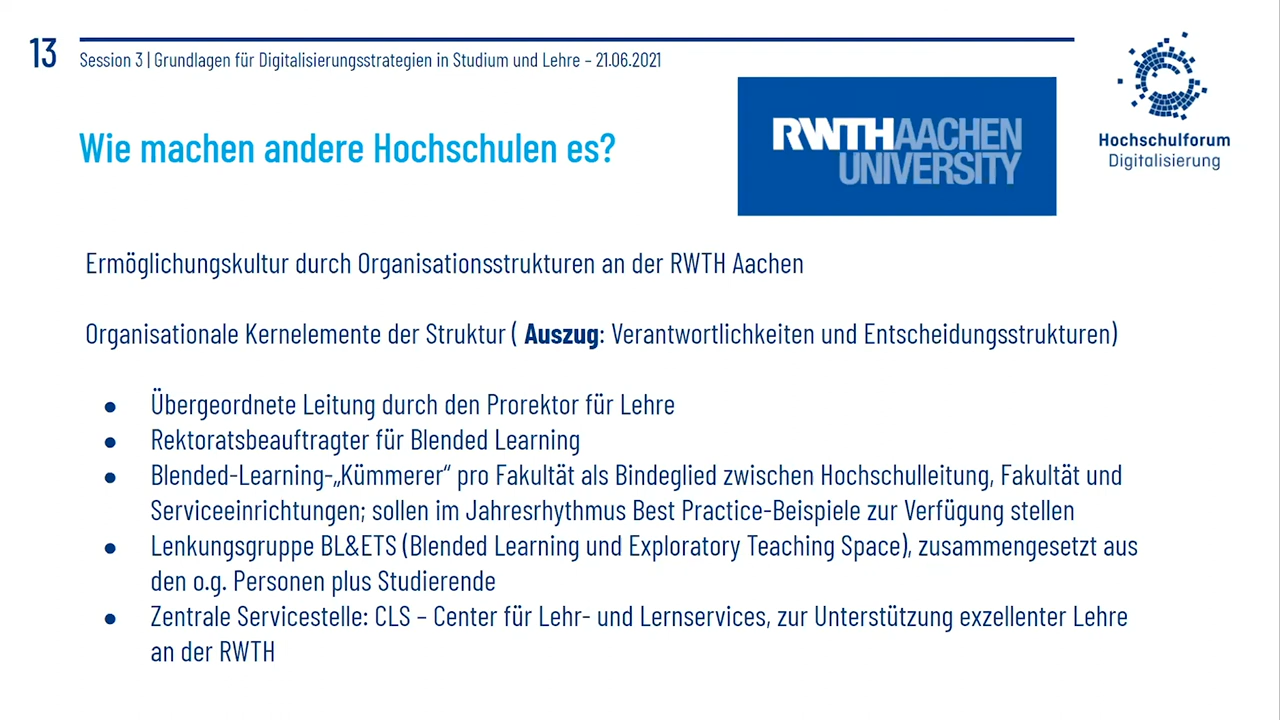 13
Session 3 | Grundlagen für Digitalisierungsstrategien in Studium und Lehre – 21.06.2021
RWTHAACHEN
UNIVERSITY
Hochschulforum
Digitalisierung
Wie machen andere Hochschulen es?
Ermöglichungskultur durch Organisationsstrukturen an der RWTH Aachen
Organisationale Kernelemente der Struktur ( Auszug: Verantwortlichkeiten und Entscheidungsstrukturen)
● Übergeordnete Leitung durch den Prorektor für Lehre
● Rektoratsbeauftragter für Blended Learning
● Blended-Learning-„Kümmerer“ pro Fakultät als Bindeglied zwischen Hochschulleitung, Fakultät und
Serviceeinrichtungen; sollen im Jahresrhythmus Best Practice-Beispiele zur Verfügung stellen
● Lenkungsgruppe BL&ETS (Blended Learning und Exploratory Teaching Space), zusammengesetzt aus
den o.g. Personen plus Studierende
● Zentrale Servicestelle: CLS – Center für Lehr- und Lernservices, zur Unterstützung exzellenter Lehre
an der RWTH